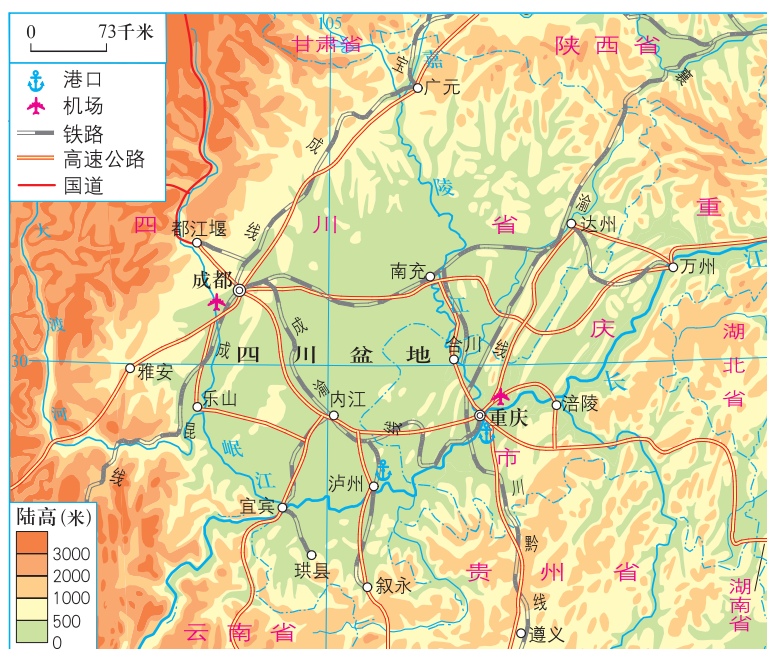 0 73千米
港口
机场
铁路
高速公路
国道
105
甘肃省
陕西省
嘉
宝
广元
襄
成
陵
重
四
川
省
渝
达州
大
都江堰
线
南充
万州
江
成都
江
渡
成
庆
湖
北
省
30
四川盆地
合川
线
成
雅安
长
渝
乐山
内江
重庆
涪陵
河
昆
线
岷
市
线
江
泸州
川
宜宾
陆高(米)
3000
2000
1000
500
0
黔
珙县
贵州省
叙永
湖
南
省
线
云南省
遵义